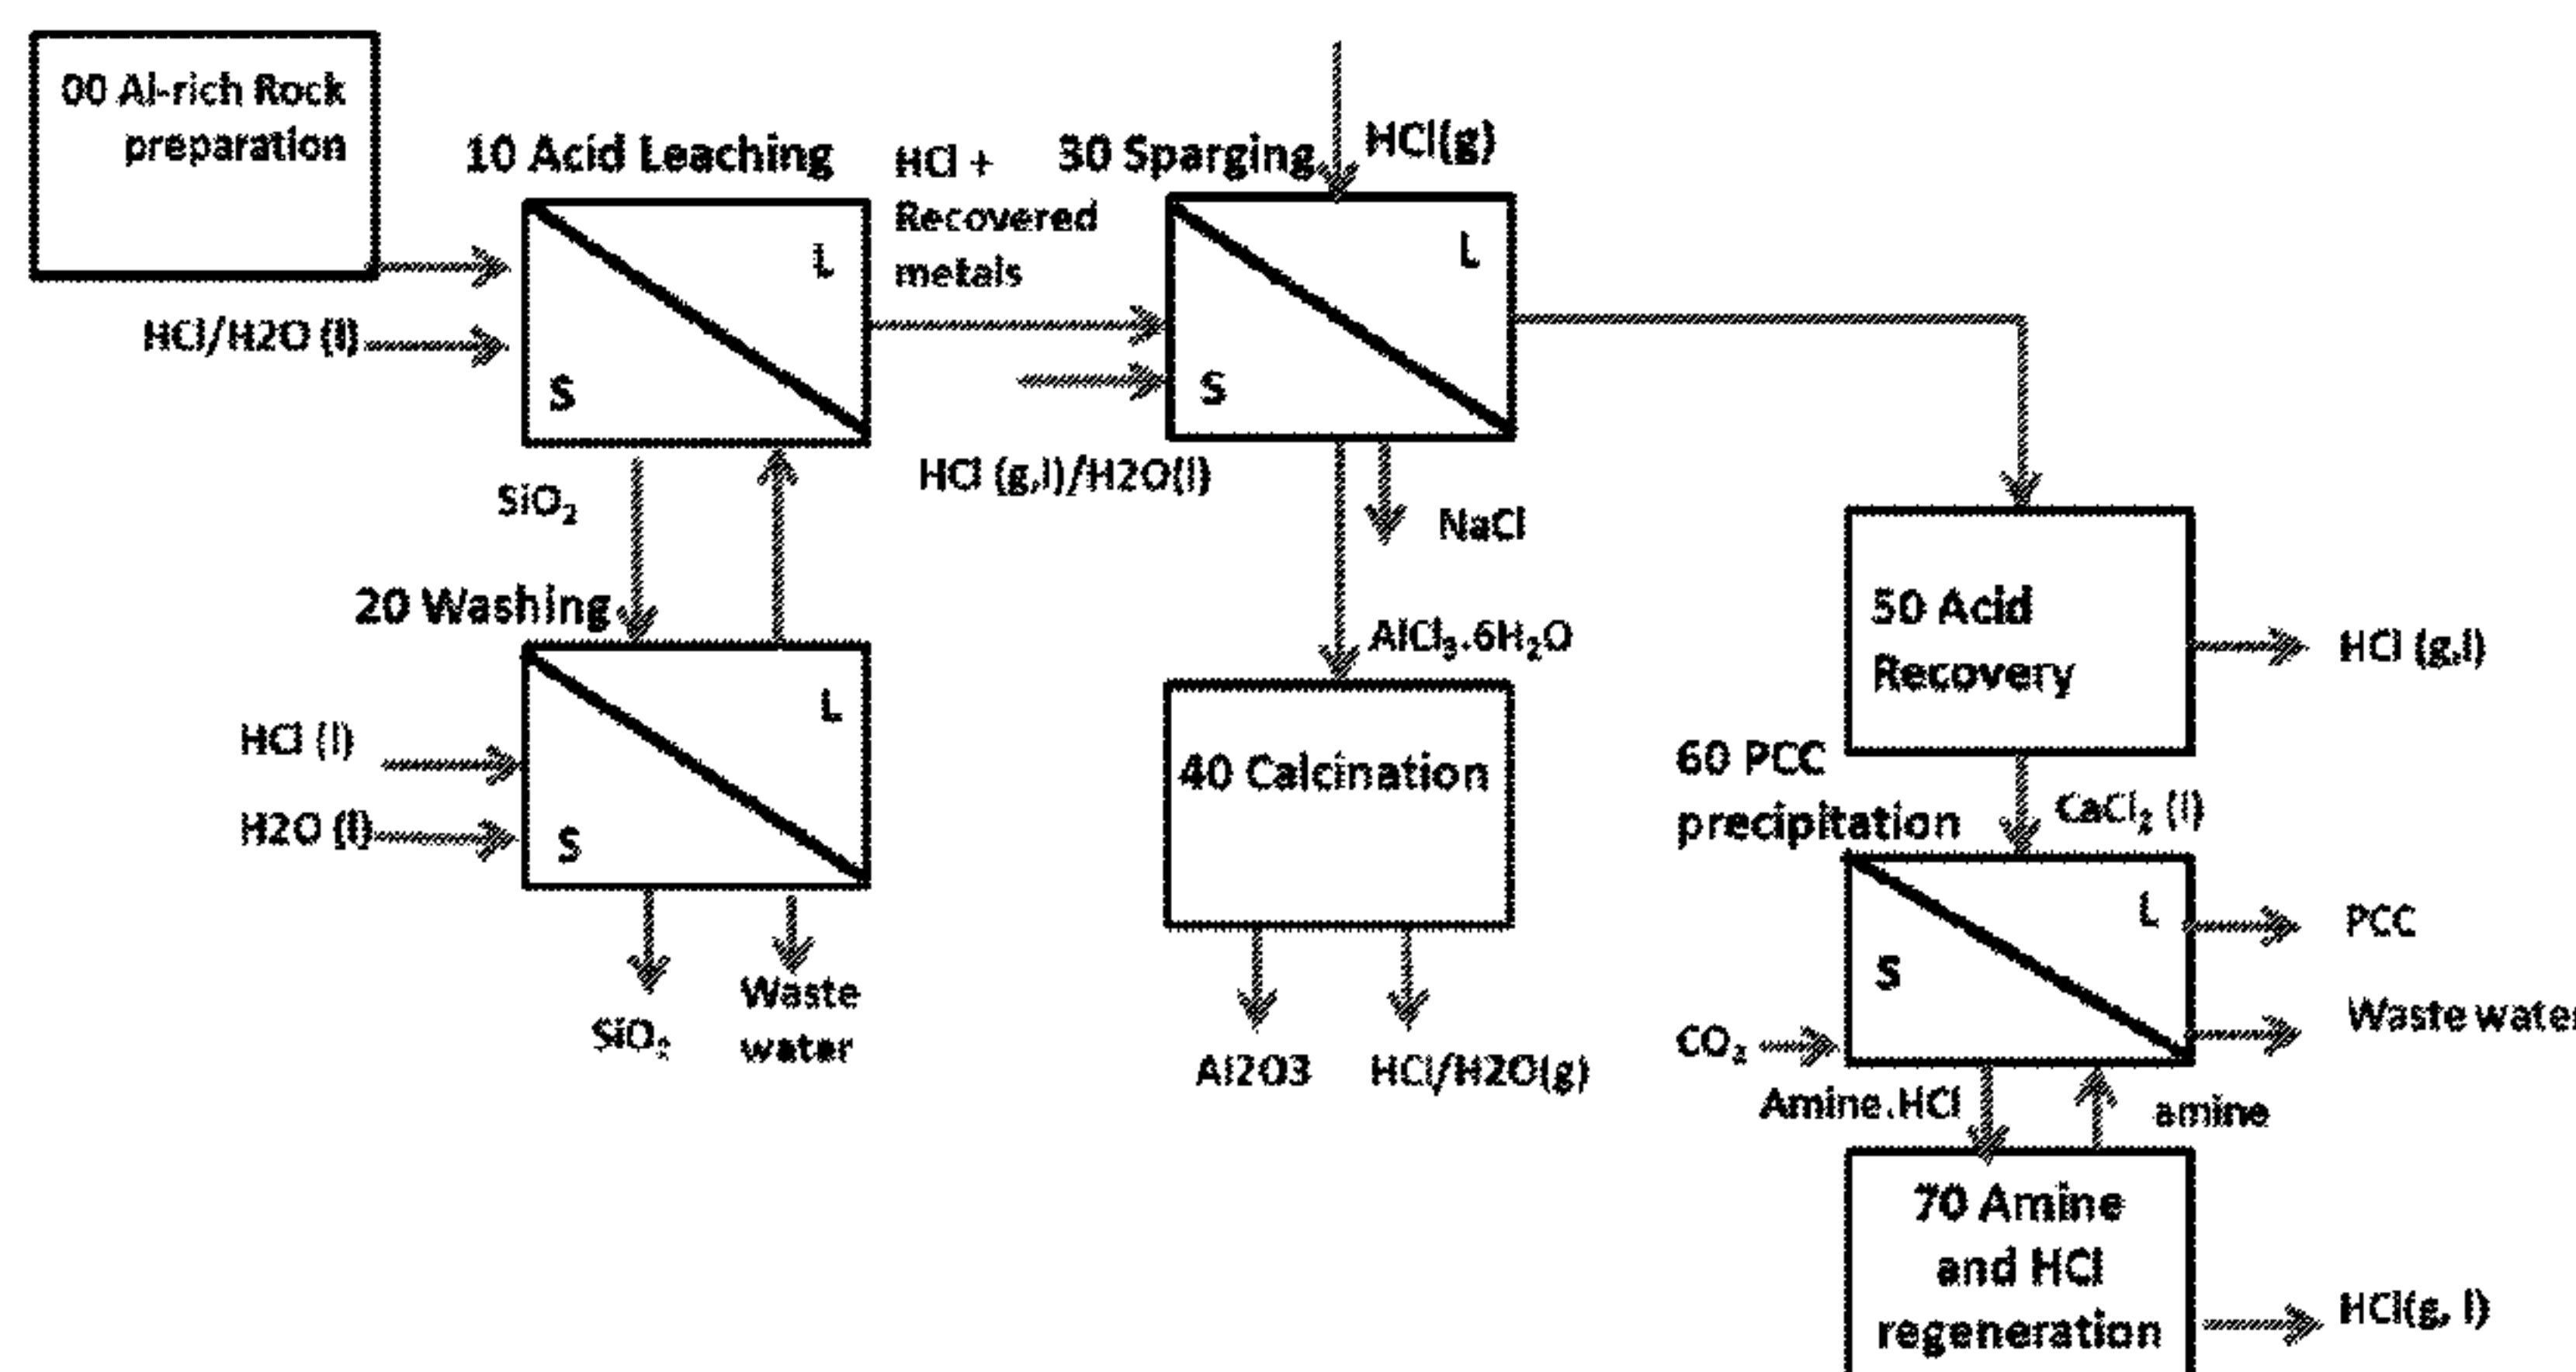 00 Al-rich Rock
preparation
10 Acid Leaching
HCl +
Recovered
metals
30 Sparging
HCl(g)
L
S
L
S
HCl/H2O (l)
HCl (g,l)/H2O(l)
SiO₂
NaCl
20 Washing
AlCl₃.6H₂O
50 Acid
Recovery
HCl (g,l)
L
S
HCl (l)
H2O (l)
40 Calcination
60 PCC
precipitation
CaCl₂ (l)
SiO₂
Waste
water
Al2O3
HCl/H2O(g)
L
S
PCC
Waste water
CO₂
Amine.HCl
amine
70 Amine
and HCl
regeneration
HCl(g, l)